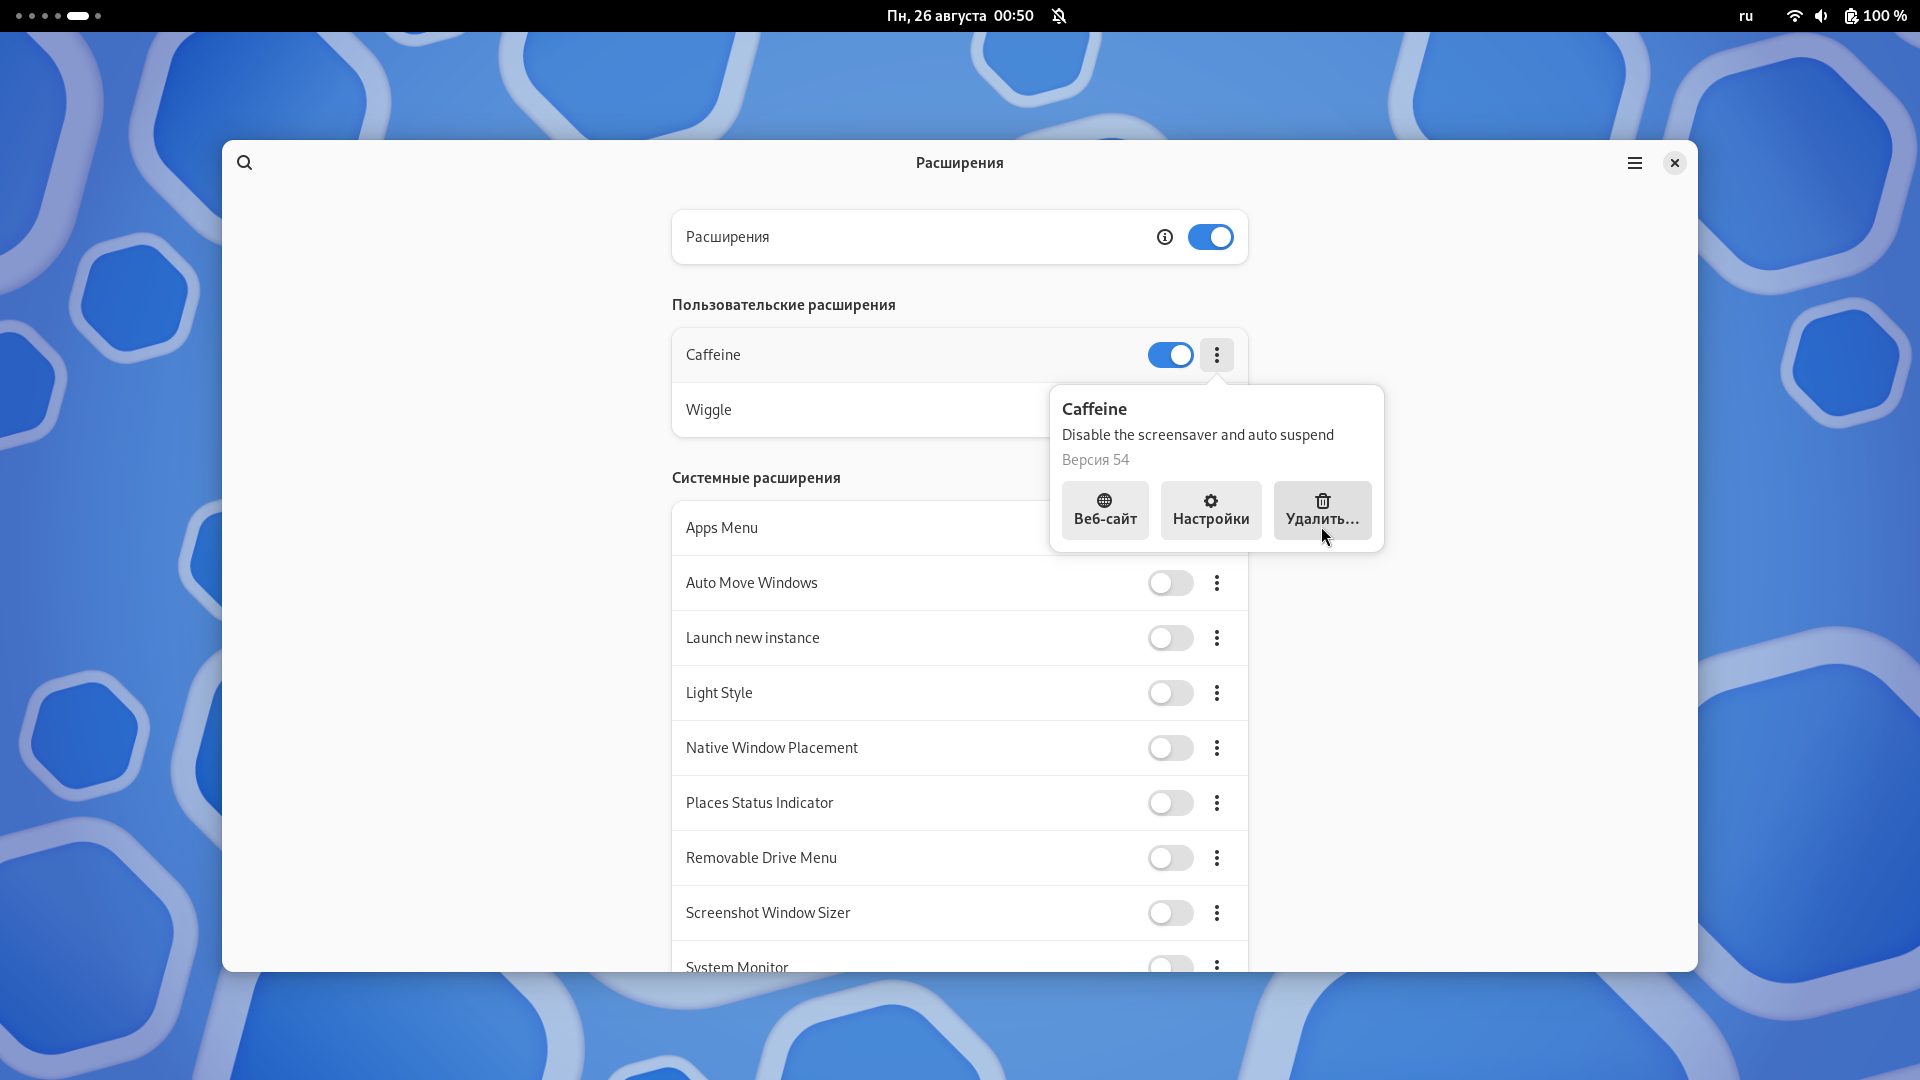 Пн, 26 августа 00:50
ru
100 %
Расширения
Расширения
Пользовательские расширения
Caffeine
Wiggle
Caffeine
Disable the screensaver and auto suspend
Версия 54
Веб-сайт
Настройки
Удалить…
Системные расширения
Apps Menu
Auto Move Windows
Launch new instance
Light Style
Native Window Placement
Places Status Indicator
Removable Drive Menu
Screenshot Window Sizer
System Monitor